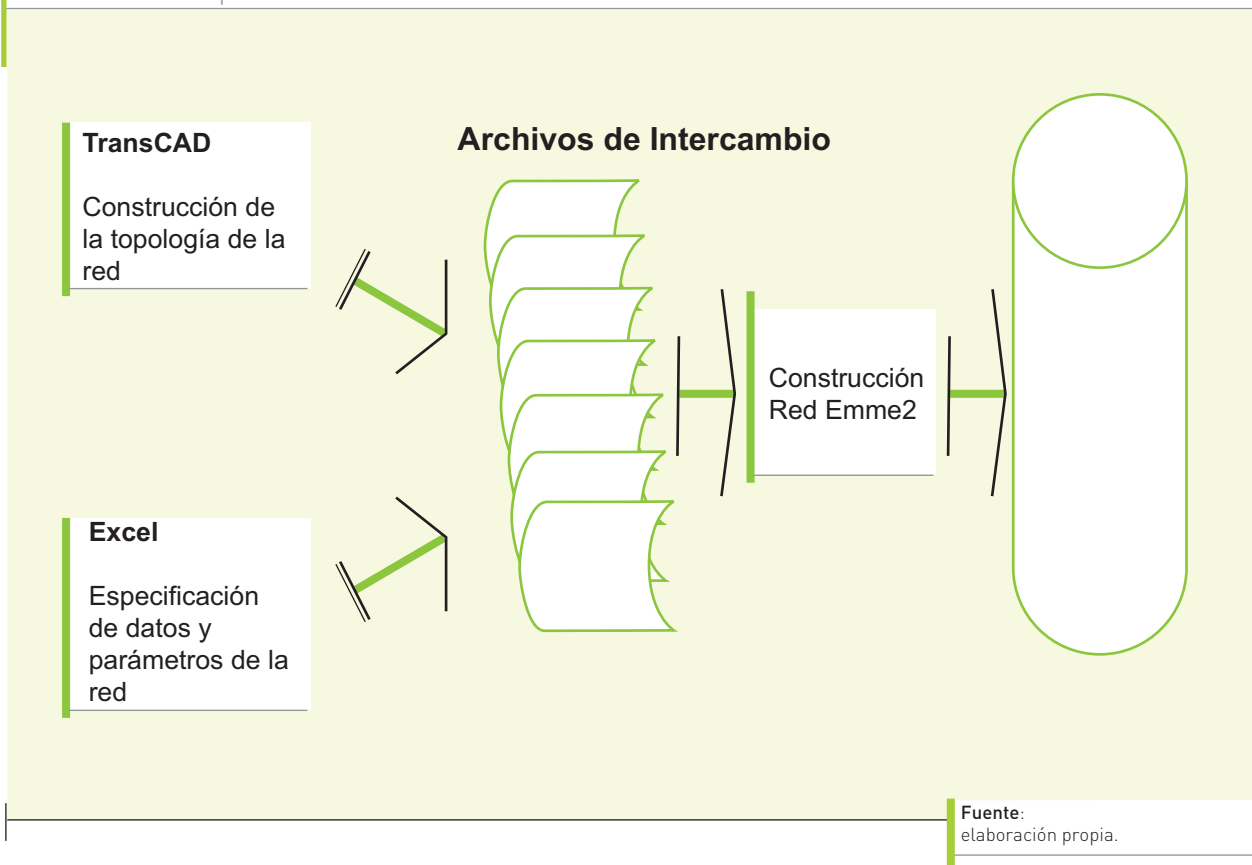 TransCAD
Construcción de
la topología de la
red
Archivos de Intercambio
Construcción
Red Emme2
Excel
Especificación
de datos y
parámetros de la
red
Fuente:
elaboración propia.